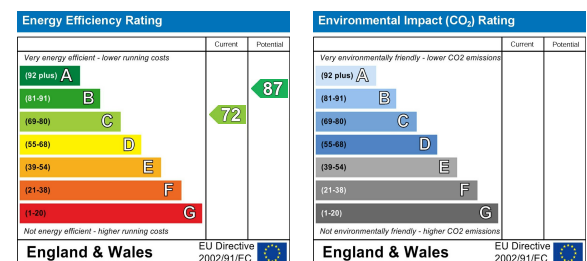 Energy Efficiency Rating
Current Potential
Very energy efficient - lower running costs
(92 plus) A
(81-91) B
(69-80) C
(55-68) D
(39-54) E
(21-38) F
(1-20) G
72
87
Not energy efficient - higher running costs
England & Wales
EU Directive
2002/91/EC
Environmental Impact (CO₂) Rating
Current Potential
Very environmentally friendly - lower CO2 emissions
(92 plus) A
(81-91) B
(69-80) C
(55-68) D
(39-54) E
(21-38) F
(1-20) G
Not environmentally friendly - higher CO2 emissions
England & Wales
EU Directive
2002/91/EC